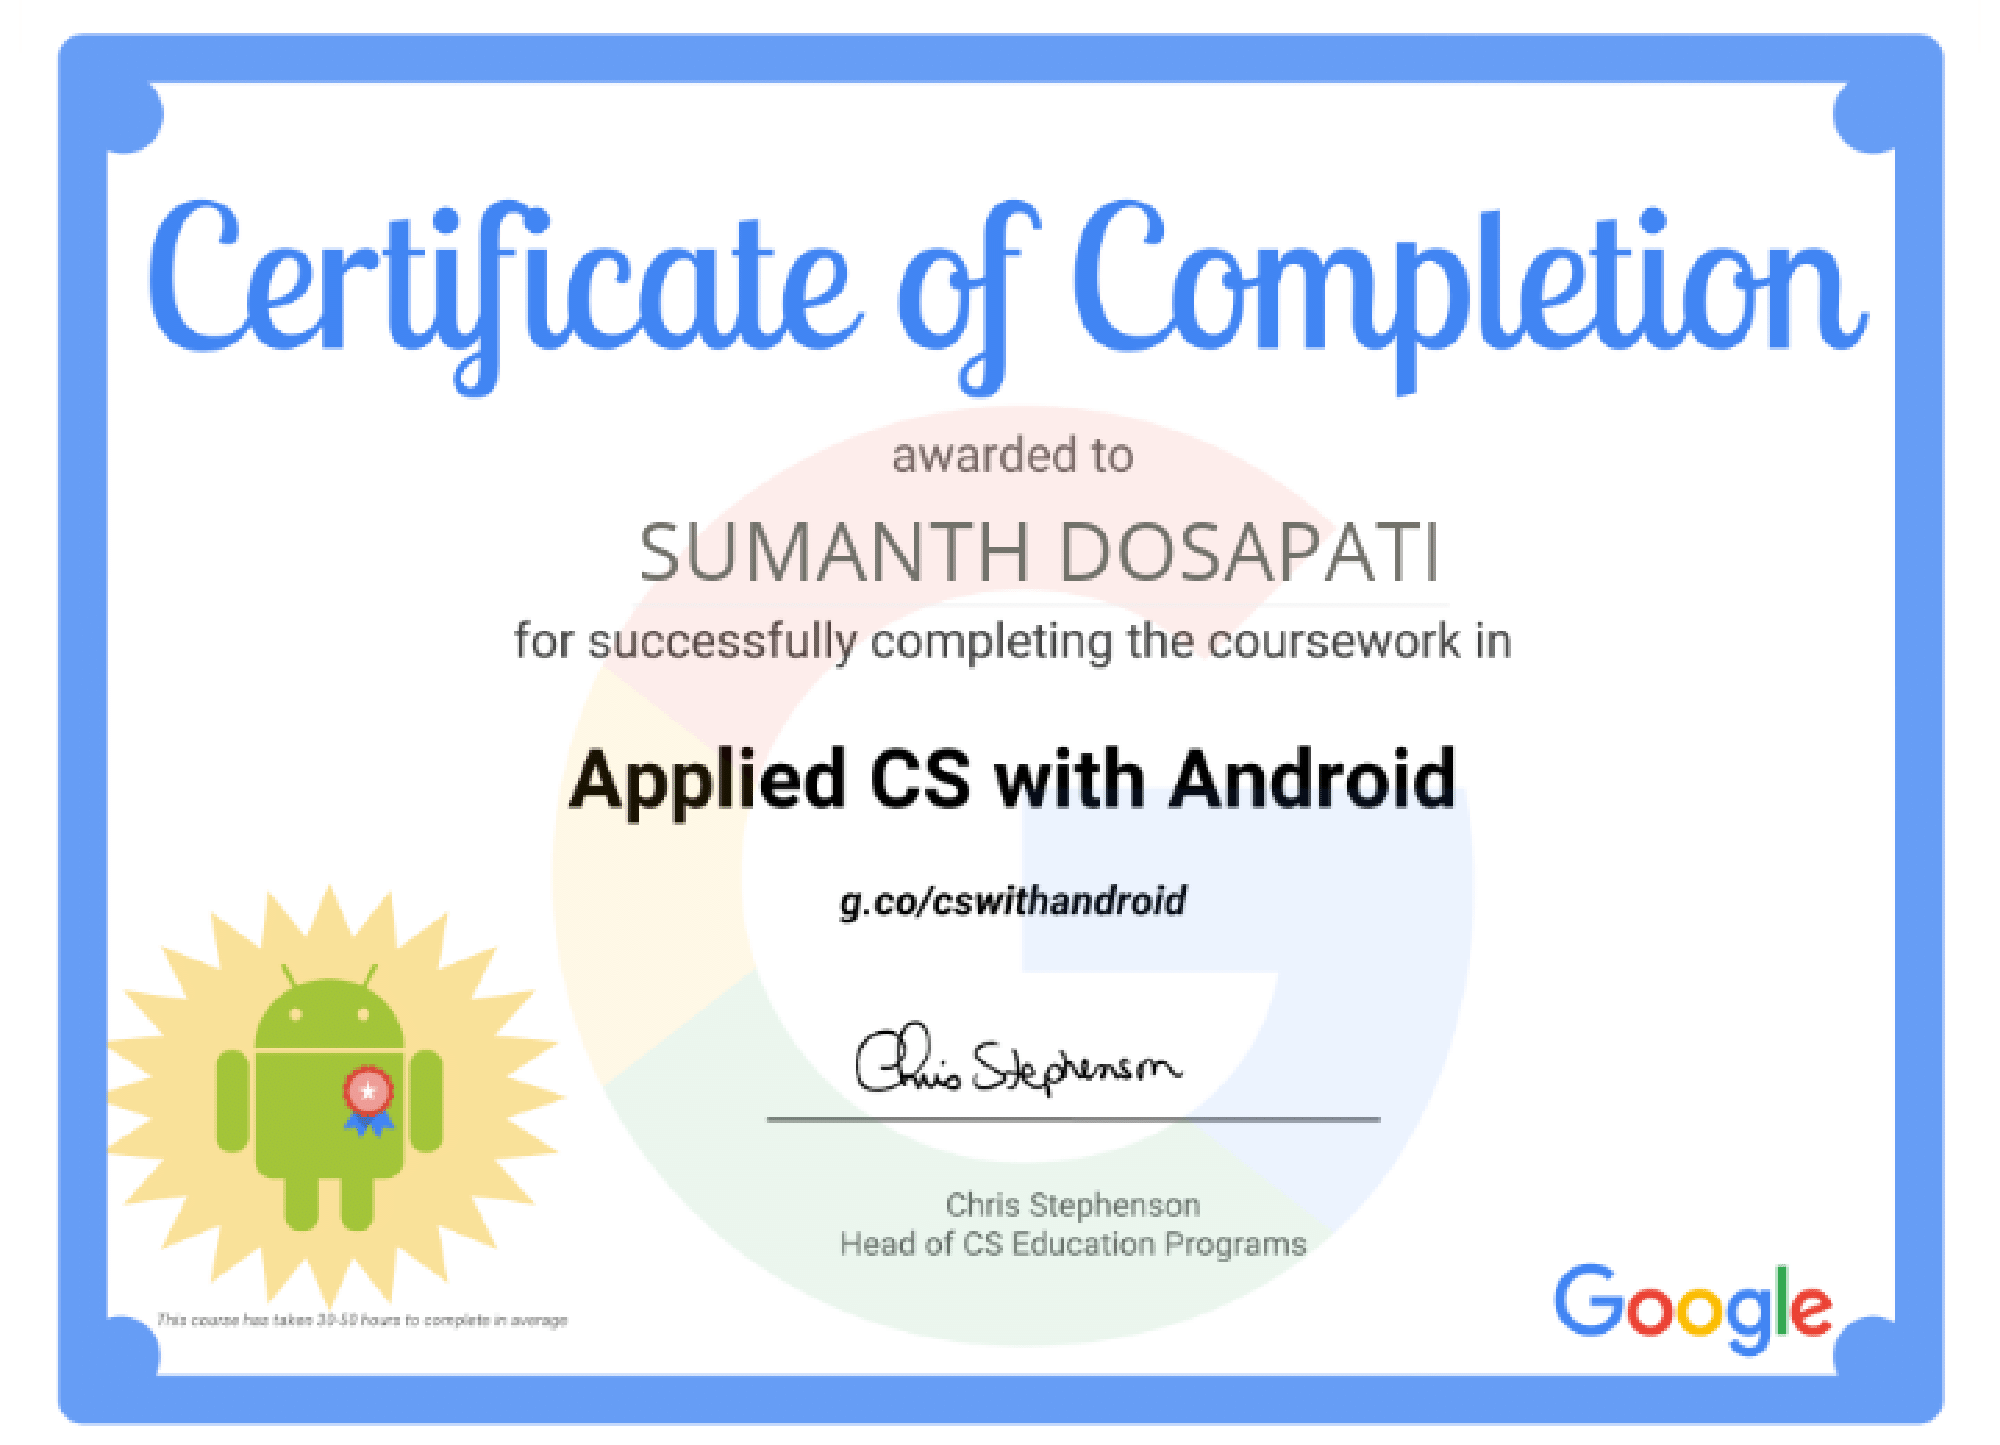 Certificate of Completion
awarded to
SUMANTH DOSAPATI
for successfully completing the coursework in
Applied CS with Android
g.co/cswithandroid
Chris Stephenson
Chris Stephenson
Head of CS Education Programs
This course has taken 30-50 hours to complete in average
Google